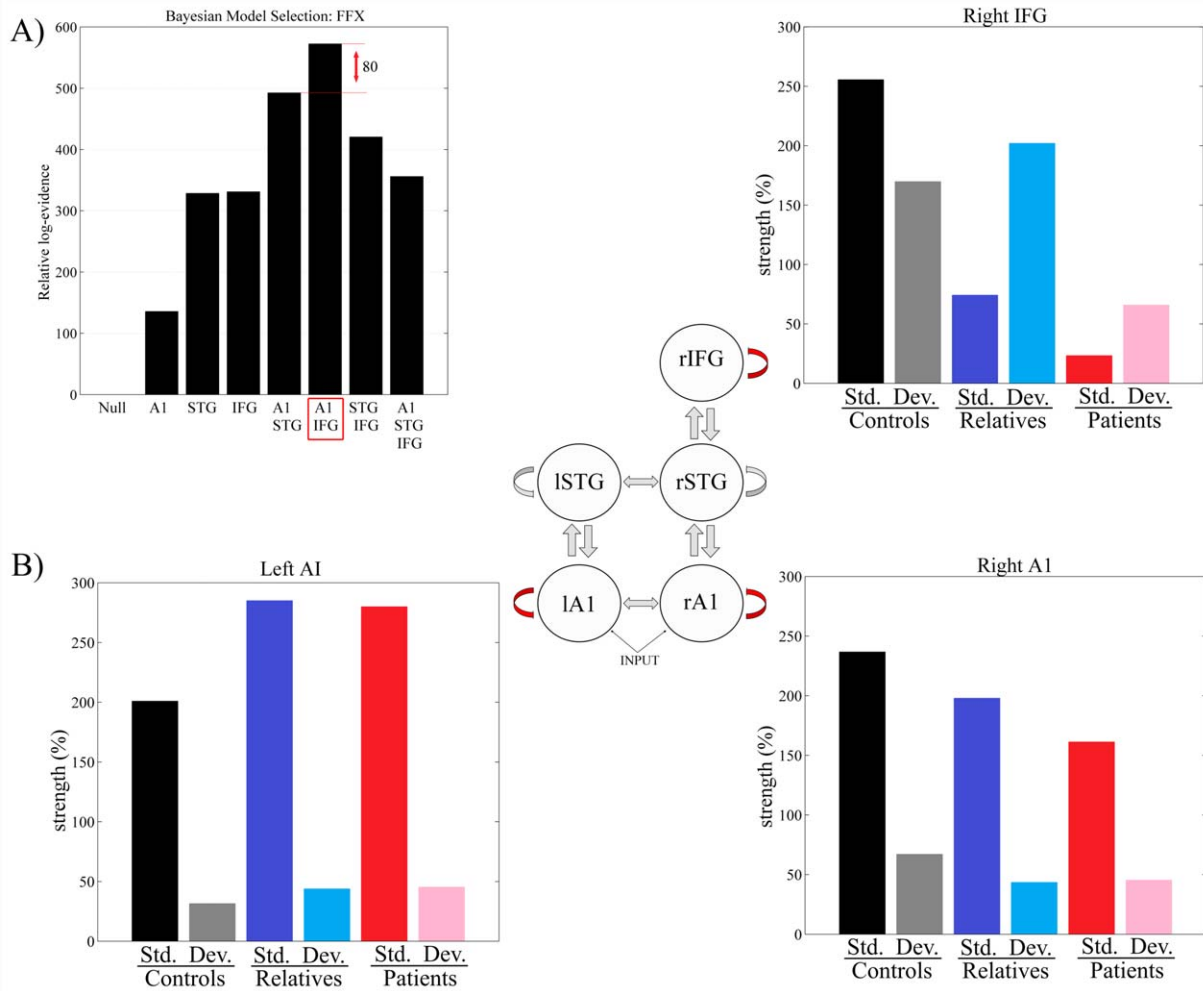 A)
Bayesian Model Selection: FFX
600
500
400
300
200
100
0
Relative log-evidence
80
Null
A1
STG
IFG
A1
STG
A1
IFG
STG
IFG
A1
STG
IFG
Right IFG
300
250
200
150
100
50
0
strength (%)
Std. Dev. Std. Dev. Std. Dev.
Controls Relatives Patients
rIFG
lSTG
rSTG
lA1
rA1
INPUT
B)
Left AI
300
250
200
150
100
50
0
strength (%)
Std. Dev. Std. Dev. Std. Dev.
Controls Relatives Patients
Right A1
300
250
200
150
100
50
0
strength (%)
Std. Dev. Std. Dev. Std. Dev.
Controls Relatives Patients